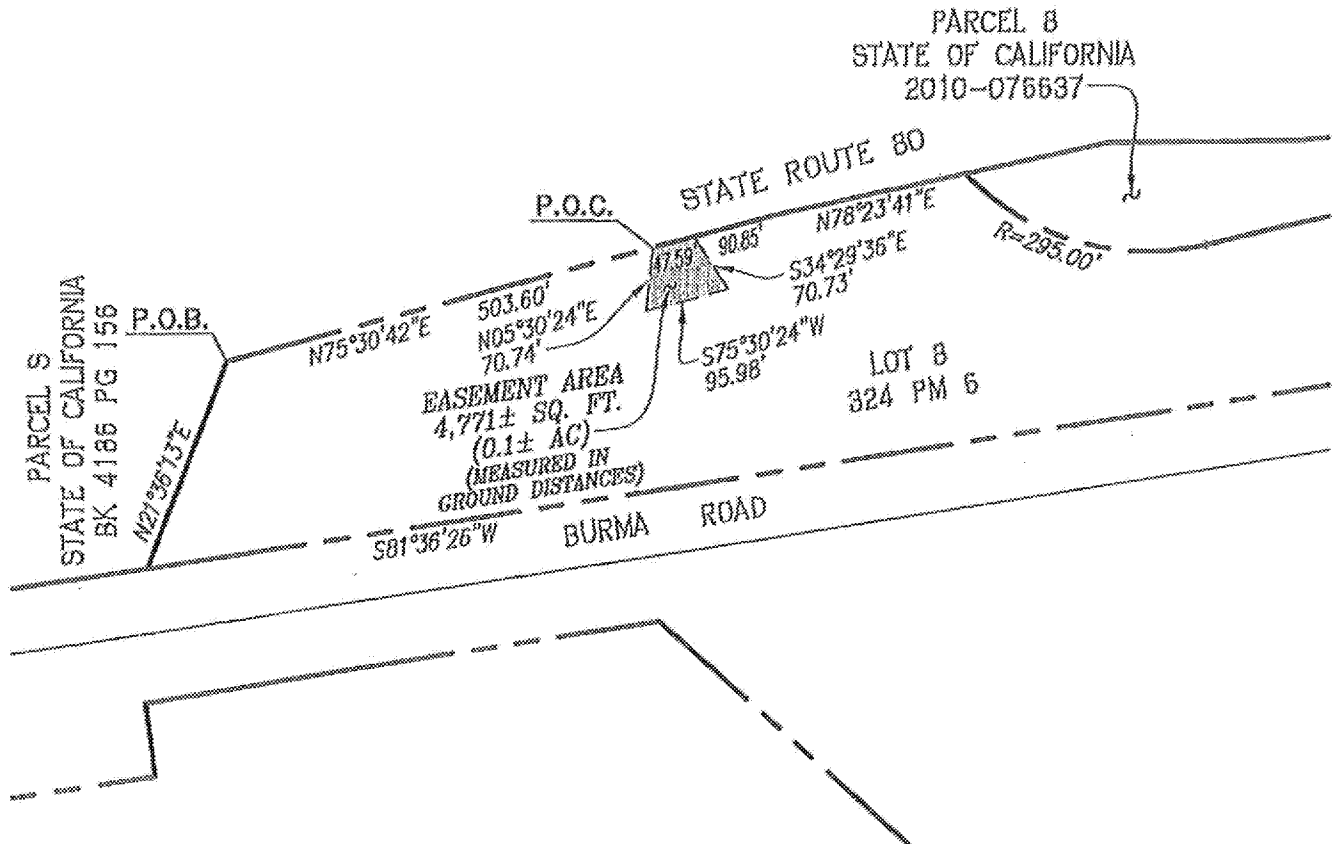 PARCEL 8
STATE OF CALIFORNIA
2010-076637
STATE ROUTE 80
P.O.C.
N78°23'41"E
90.85'
47.59'
R=295.00'
S34°29'36"E
70.73'
503.60'
N75°30'42"E
N05°30'24"E
70.74'
P.O.B.
PARCEL S
STATE OF CALIFORNIA
BK 4186 PG 156
N21°36'13"E
S75°30'24"W
95.98'
LOT 8
324 PM 6
EASEMENT AREA
4,771± SQ. FT.
(0.1± AC)
(MEASURED IN
GROUND DISTANCES)
S81°36'26"W
BURMA ROAD